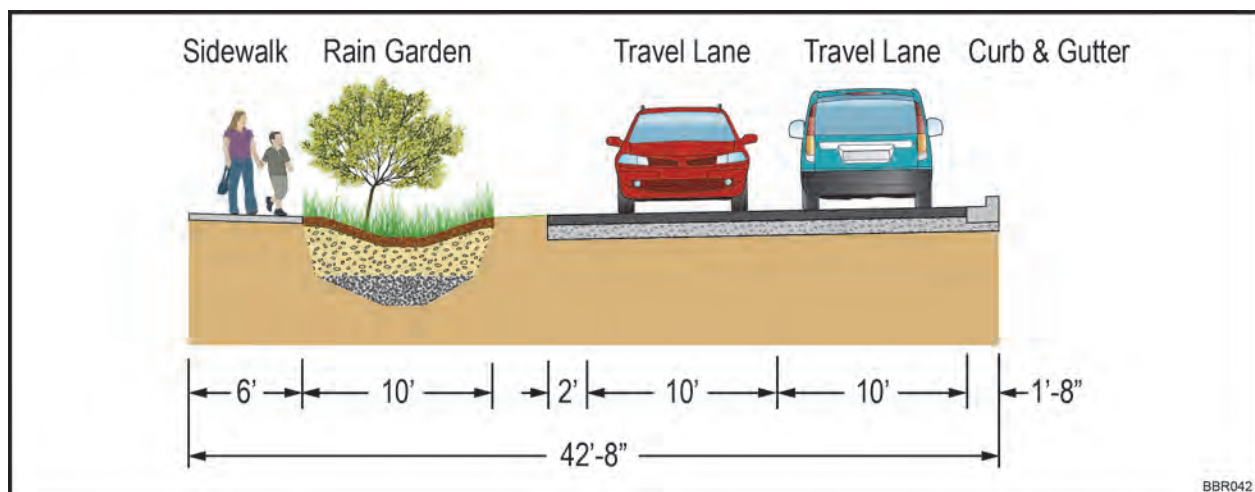 Sidewalk Rain Garden Travel Lane Travel Lane Curb & Gutter
6’ 10’ 2’ 10’ 10’ 1’-8”
42’-8”
BBR042